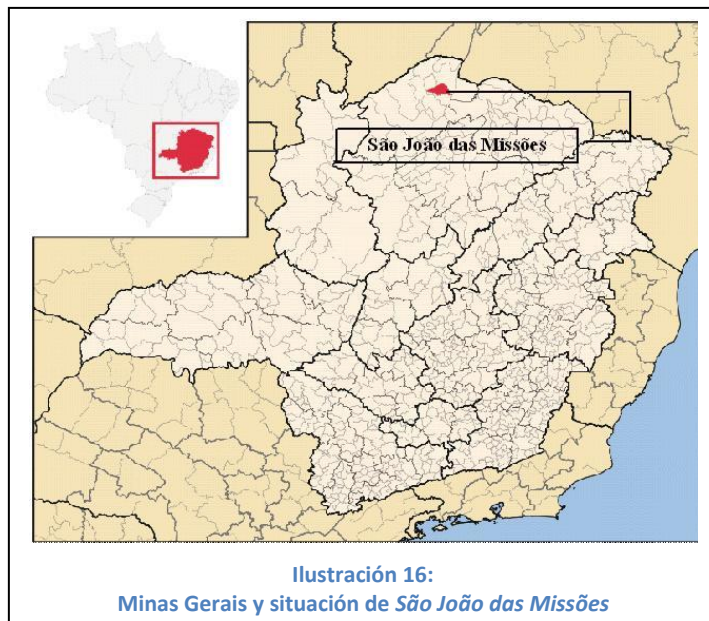 São João das Missões
Ilustración 16:
Minas Gerais y situación de São João das Missões